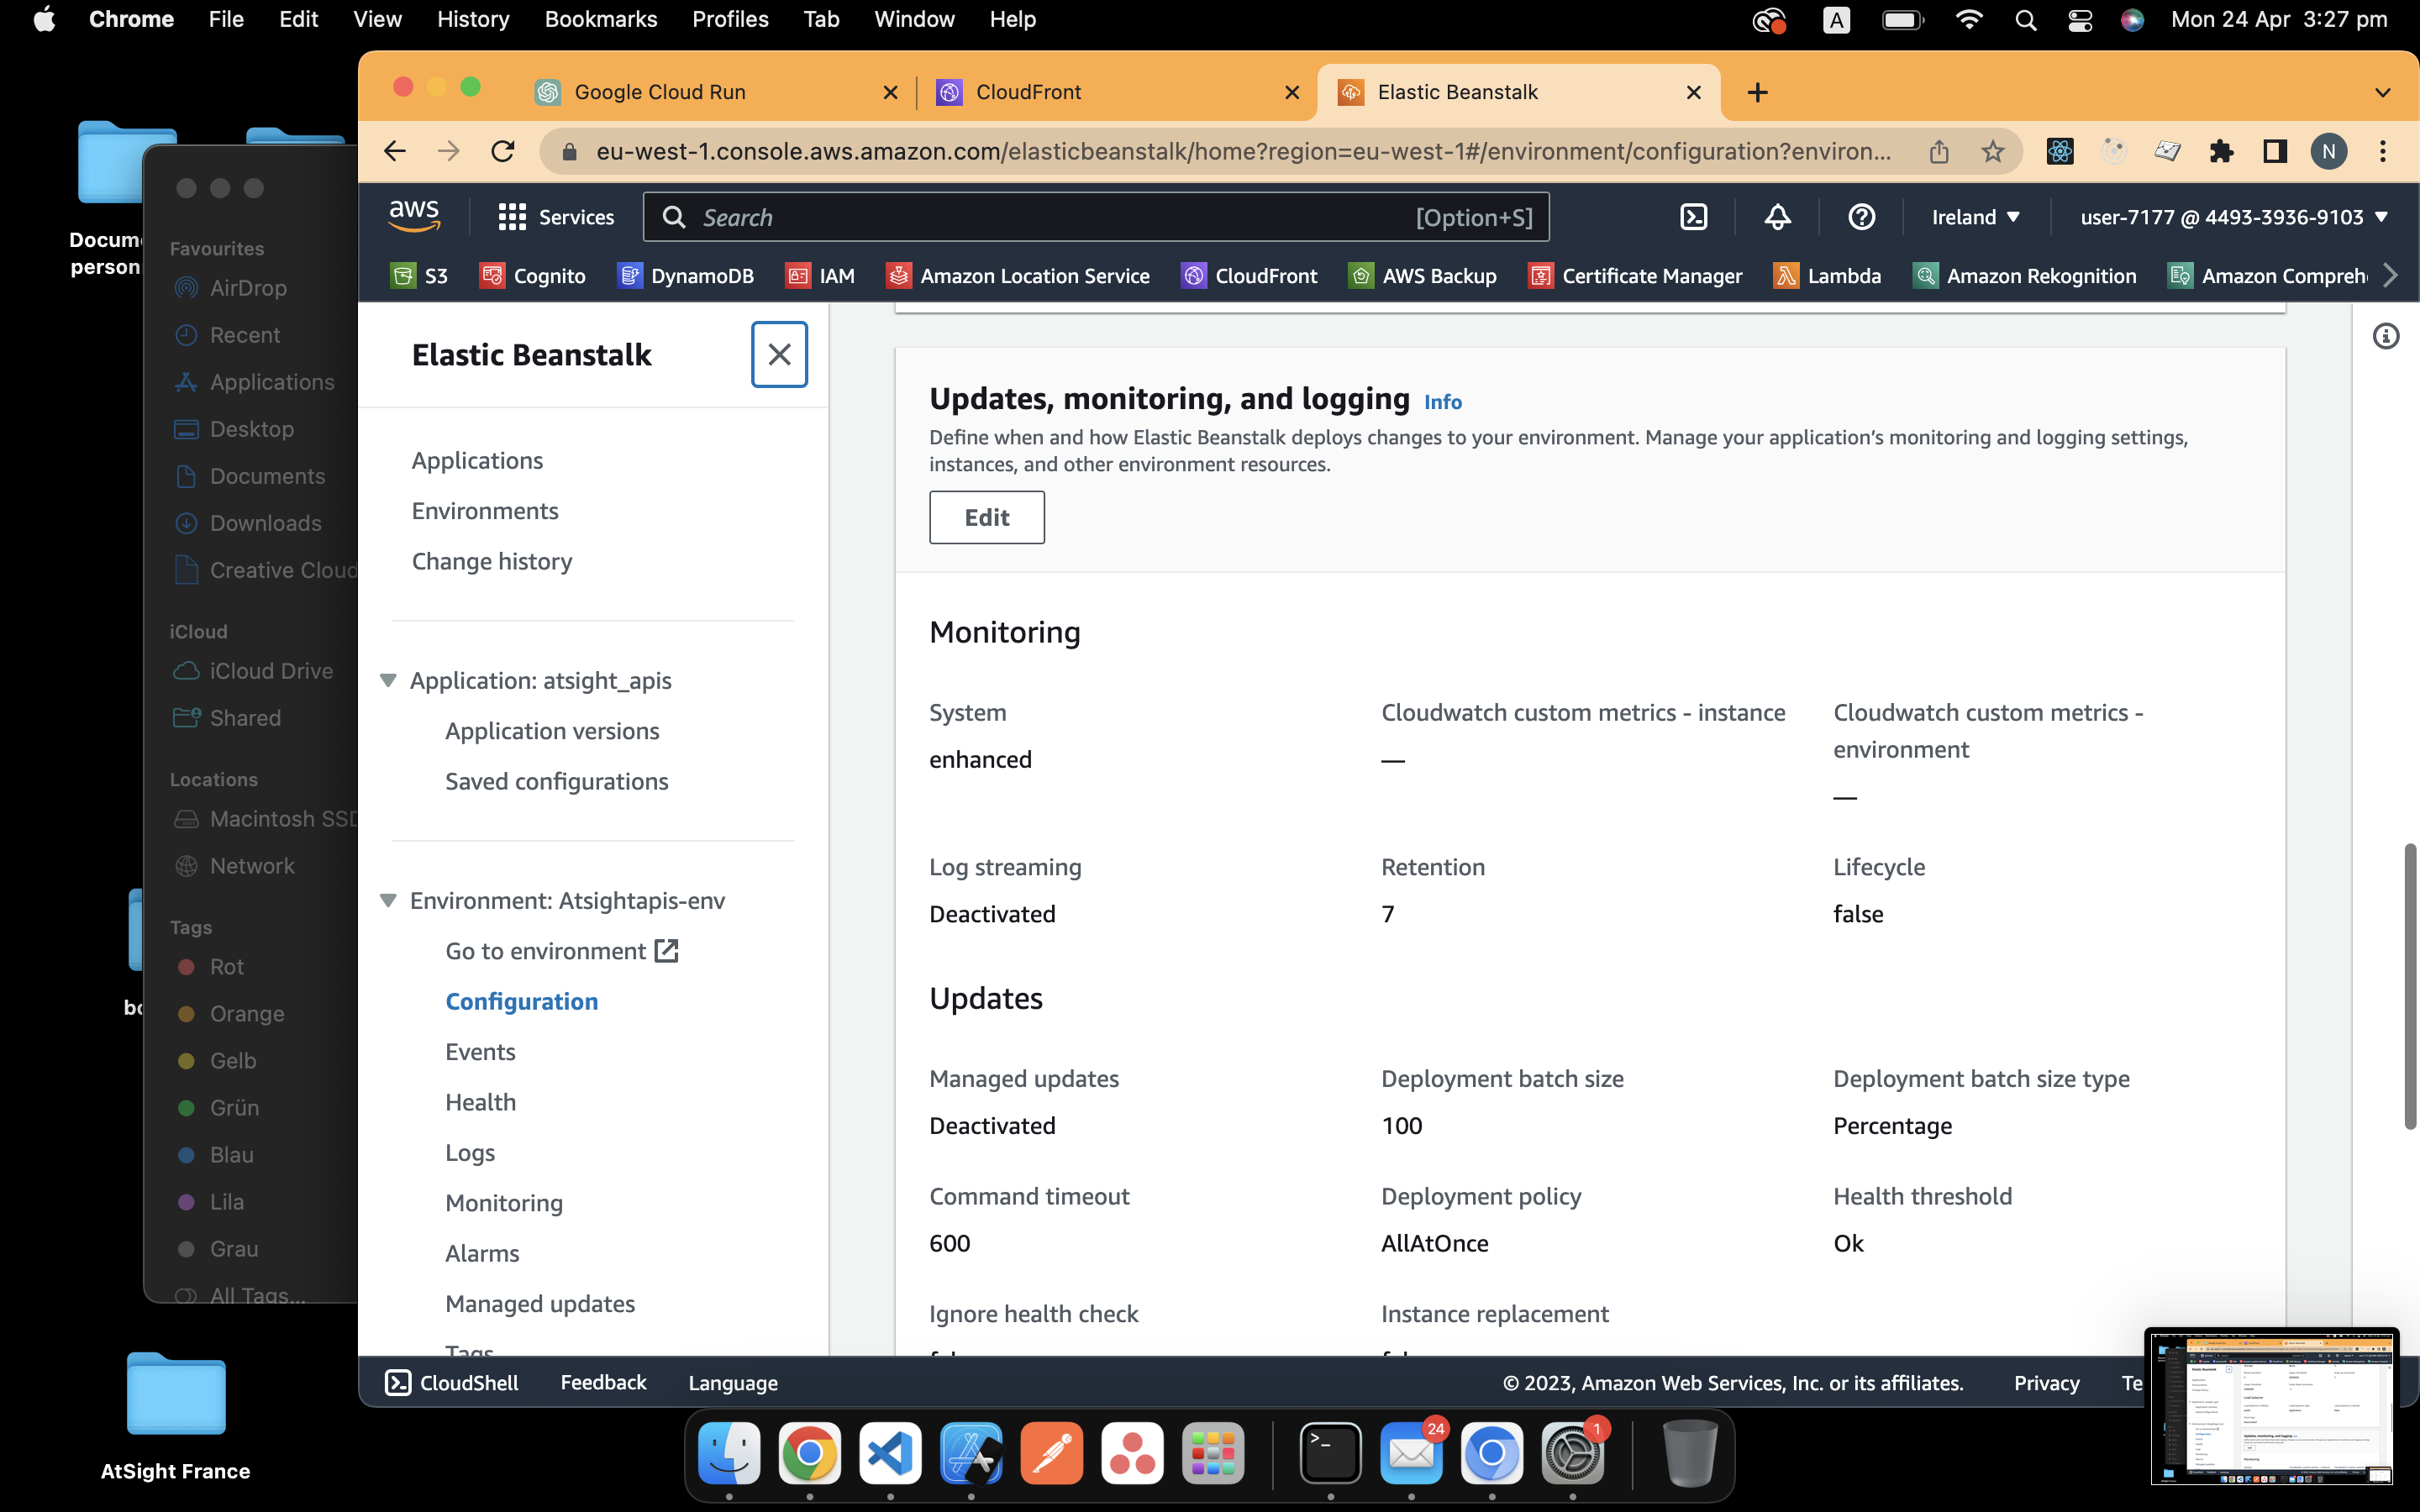 Chrome File Edit View History Bookmarks Profiles Tab Window Help
A
Mon 24 Apr 3:27 pm
Google Cloud Run
CloudFront
Elastic Beanstalk
eu-west-1.console.aws.amazon.com/elasticbeanstalk/home?region=eu-west-1#/environment/configuration?environ...
N
aws
Services
Search
[Option+S]
Ireland
user-7177 @ 4493-3936-9103
S3 Cognito DynamoDB IAM Amazon Location Service CloudFront AWS Backup Certificate Manager Lambda Amazon Rekognition Amazon Compreh
Docum
person
bo
AtSight France
Favourites
AirDrop
Recent
Applications
Desktop
Documents
Downloads
Creative Cloud
iCloud
iCloud Drive
Shared
Locations
Macintosh SSD
Network
Tags
Rot
Orange
Gelb
Grün
Blau
Lila
Grau
All Tags...
Elastic Beanstalk
Applications
Environments
Change history
Application: atsight_apis
Application versions
Saved configurations
Environment: Atsightapis-env
Go to environment
Configuration
Events
Health
Logs
Monitoring
Alarms
Managed updates
Tags
Updates, monitoring, and logging Info
Define when and how Elastic Beanstalk deploys changes to your environment. Manage your application's monitoring and logging settings,
instances, and other environment resources.
Edit
Monitoring
System
enhanced
Cloudwatch custom metrics - instance
—
Cloudwatch custom metrics -
environment
—
Log streaming
Deactivated
Retention
7
Lifecycle
false
Updates
Managed updates
Deactivated
Deployment batch size
100
Deployment batch size type
Percentage
Command timeout
600
Deployment policy
AllAtOnce
Health threshold
Ok
Ignore health check
Instance replacement
CloudShell Feedback Language
© 2023, Amazon Web Services, Inc. or its affiliates. Privacy Te
24
1